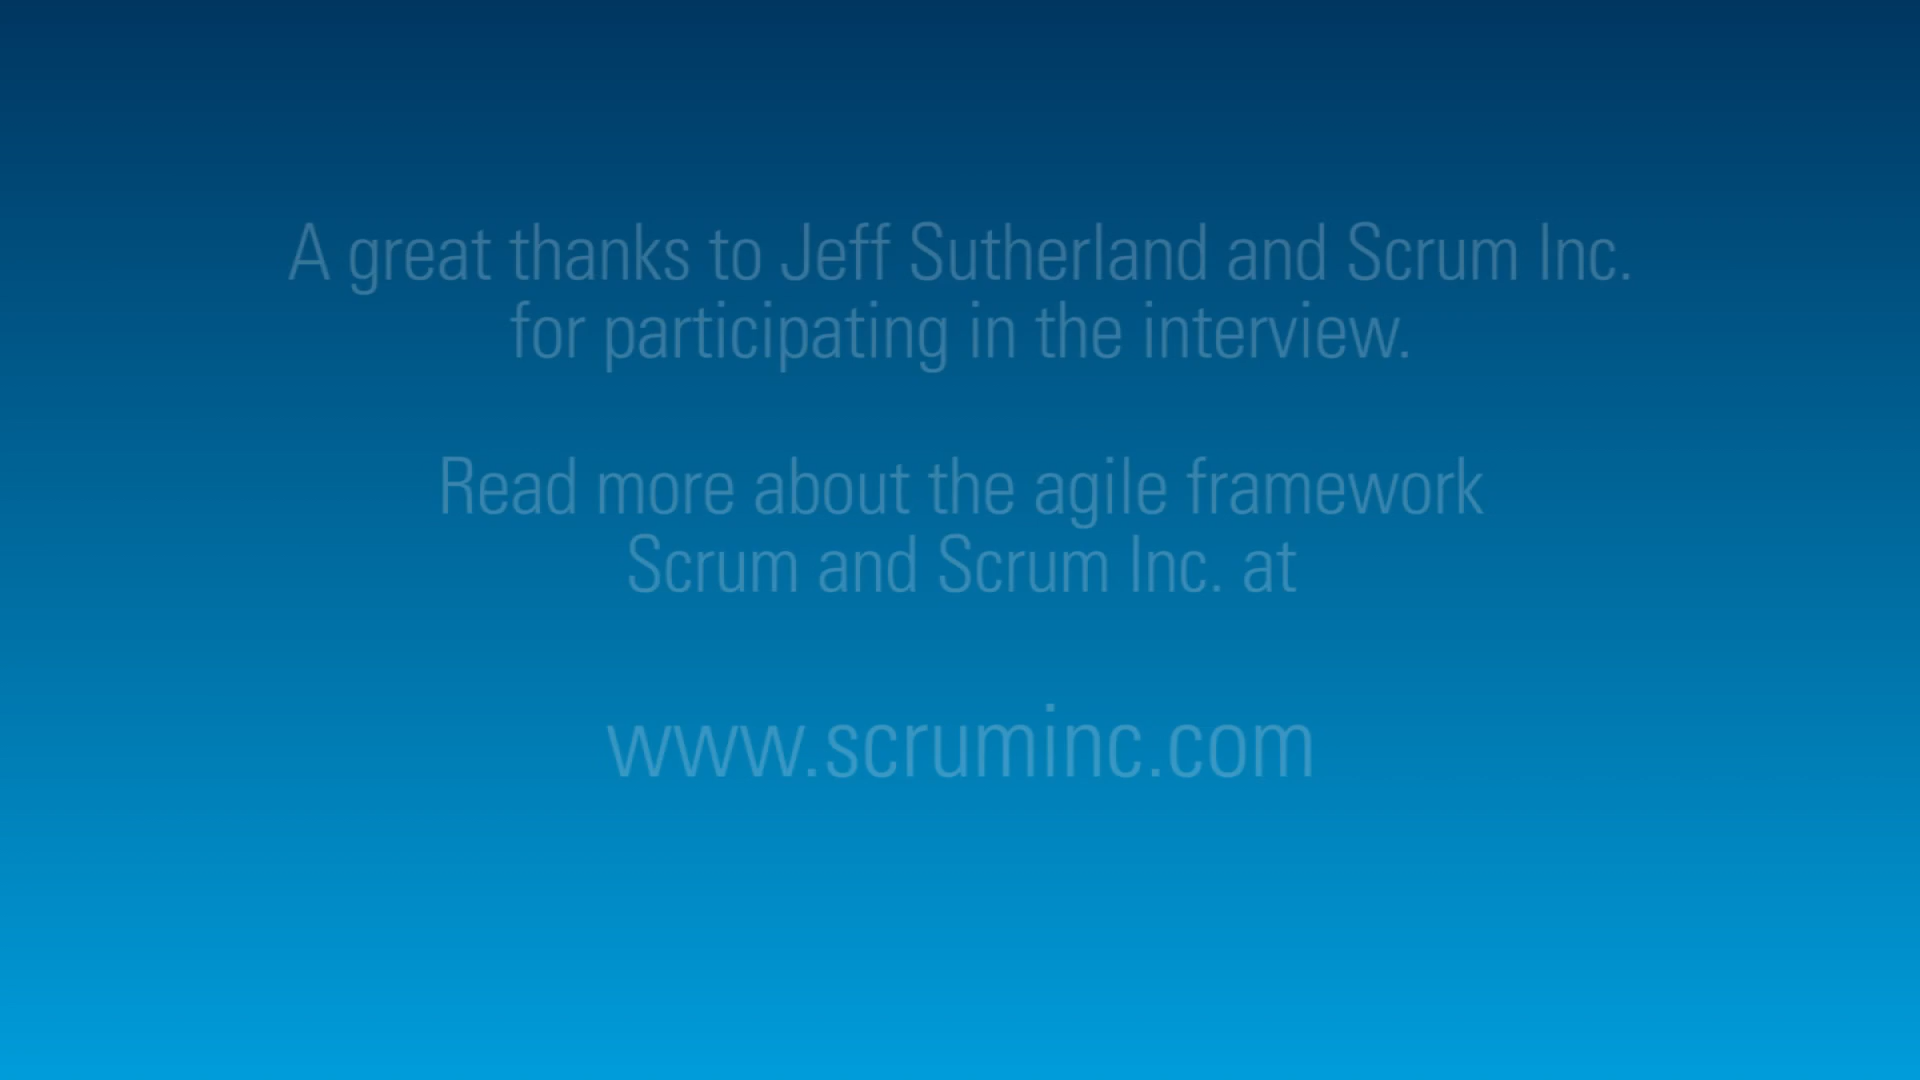 A great thanks to Jeff Sutherland and Scrum Inc.
for participating in the interview.
Read more about the agile framework
Scrum and Scrum Inc. at
www.scruminc.com